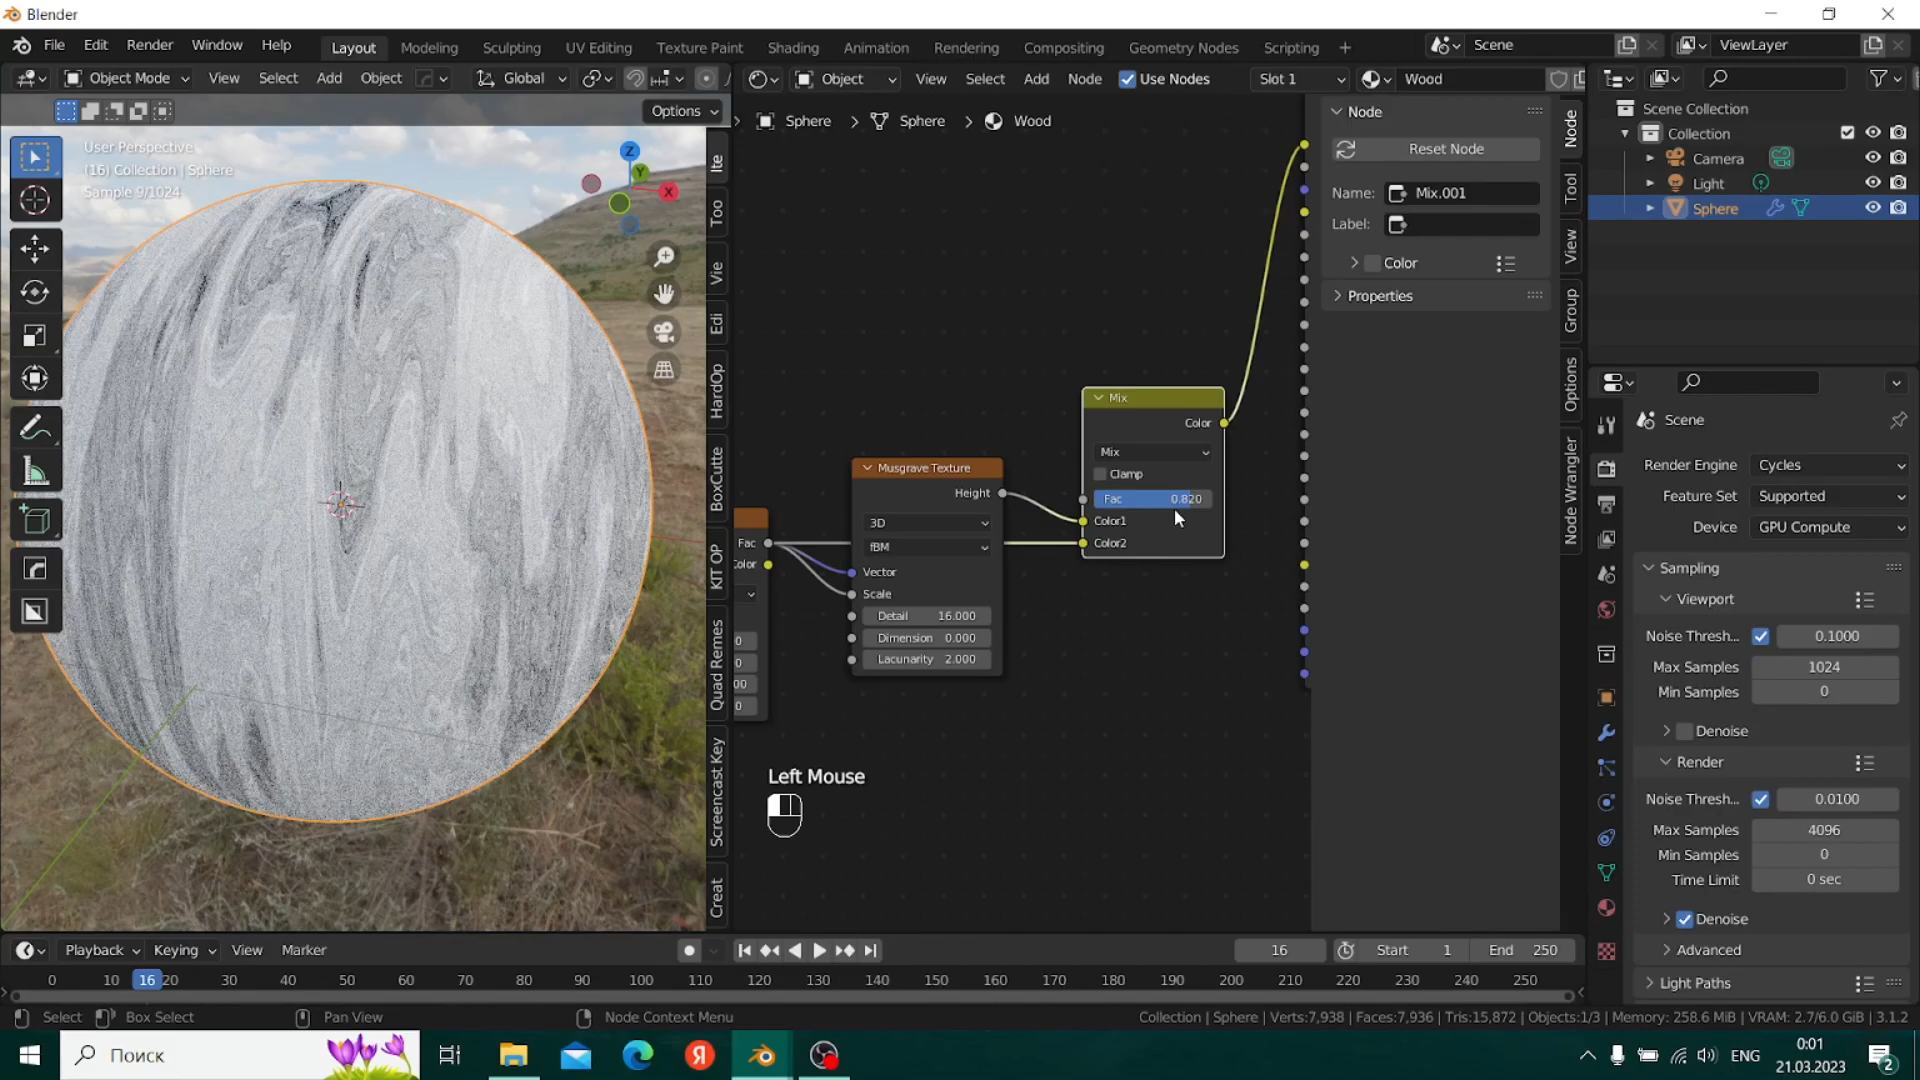 Blender
File Edit Render Window Help Layout Modeling Sculpting UV Editing Texture Paint Shading Animation Rendering Compositing Geometry Nodes Scripting + Scene ViewLayer
Object Mode View Select Add Object Global Object View Select Add Node Use Nodes Slot 1 Wood
Options
Sphere > Sphere > Wood
User Perspective
(16) Collection | Sphere
Sample 9/1024
Z
Y
X
Ite
Too
Vie
Edi
HardOp
BoxCutte
KIT OP
Quad Remes
Screencast Key
Creat
Fac
Color
Musgrave Texture
Height
3D
fBM
Vector
Scale
Detail 16.000
Dimension 0.000
Lacunarity 2.000
Mix
Color
Mix
Clamp
Fac 0.820
Color1
Color2
Left Mouse
Node
Reset Node
Name: Mix.001
Label:
Color
Properties
Node
Tool
View
Group
Options
Node Wrangler
Scene Collection
Collection
Camera
Light
Sphere
Scene
Render Engine Cycles
Feature Set Supported
Device GPU Compute
Sampling
Viewport
Noise Thresh... 0.1000
Max Samples 1024
Min Samples 0
Denoise
Render
Noise Thresh... 0.0100
Max Samples 4096
Min Samples 0
Time Limit 0 sec
Denoise
Advanced
Light Paths
Playback Keying View Marker 16 Start 1 End 250
0 10 16 20 30 40 50 60 70 80 90 100 110 120 130 140 150 160 170 180 190 200 210 220 230 240 250
Select Box Select Pan View Node Context Menu Collection | Sphere | Verts:7,938 | Faces:7,936 | Tris:15,872 | Objects:1/3 | Memory: 258.6 MiB | VRAM: 2.7/6.0 GiB | 3.1.2
Поиск Я ENG 0:01
21.03.2023
2